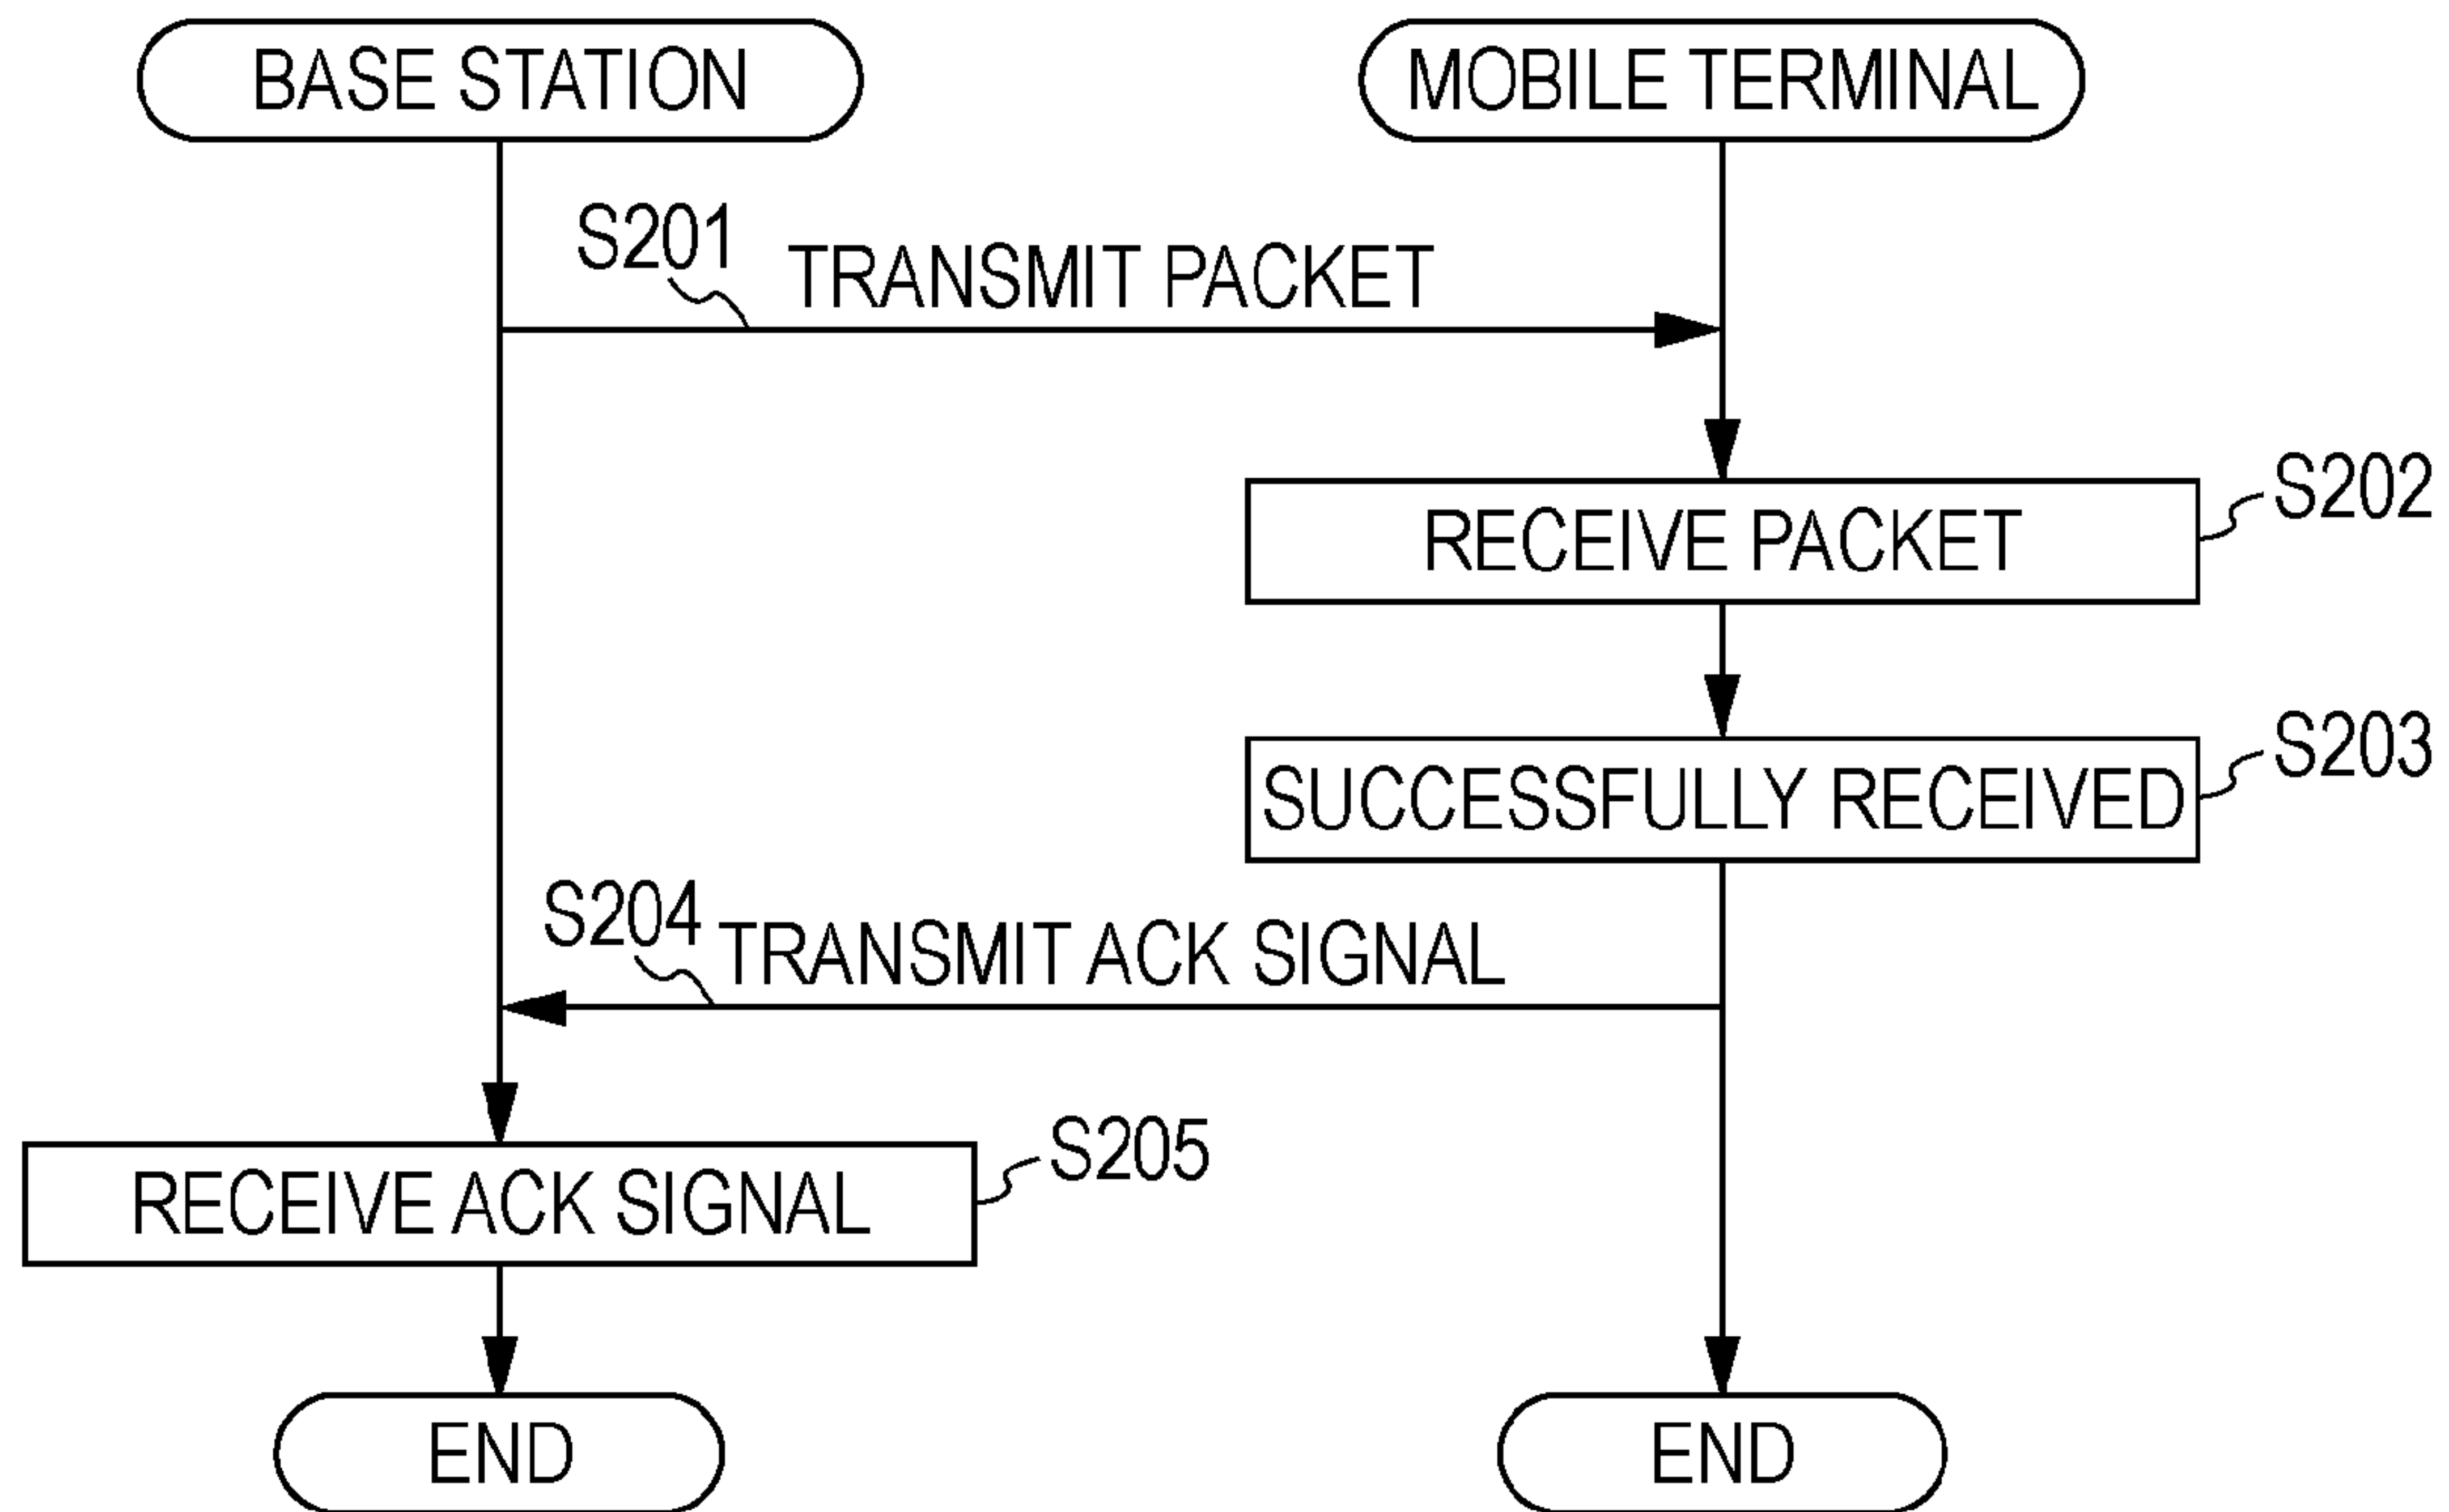 BASE STATION
MOBILE TERMINAL
S201
TRANSMIT PACKET
RECEIVE PACKET
S202
SUCCESSFULLY RECEIVED
S203
S204
TRANSMIT ACK SIGNAL
RECEIVE ACK SIGNAL
S205
END
END